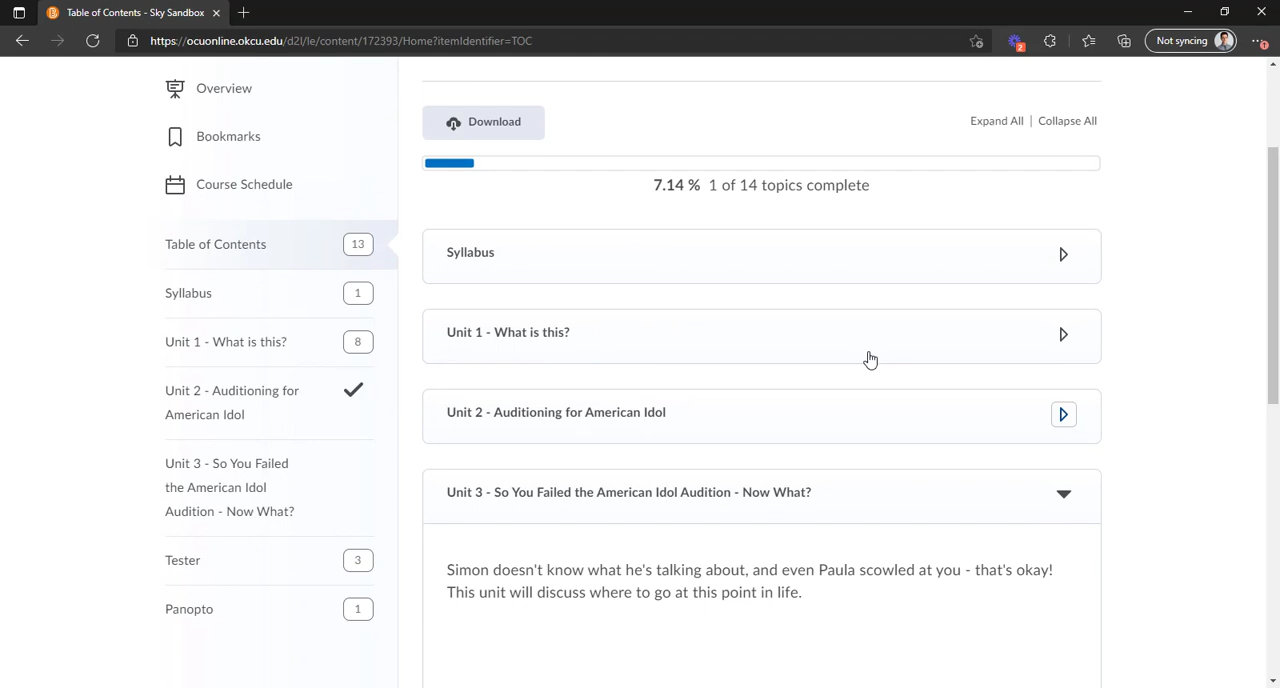 Table of Contents - Sky Sandbox
https://ocuonline.okcu.edu/d2l/le/content/172393/Home?itemIdentifier=TOC
2
Not syncing
1
Overview
Bookmarks
Course Schedule
Table of Contents 13
Syllabus 1
Unit 1 - What is this? 8
Unit 2 - Auditioning for
American Idol
Unit 3 - So You Failed
the American Idol
Audition - Now What?
Tester 3
Panopto 1
Download
Expand All | Collapse All
7.14 % 1 of 14 topics complete
Syllabus
Unit 1 - What is this?
Unit 2 - Auditioning for American Idol
Unit 3 - So You Failed the American Idol Audition - Now What?
Simon doesn't know what he's talking about, and even Paula scowled at you - that's okay!
This unit will discuss where to go at this point in life.